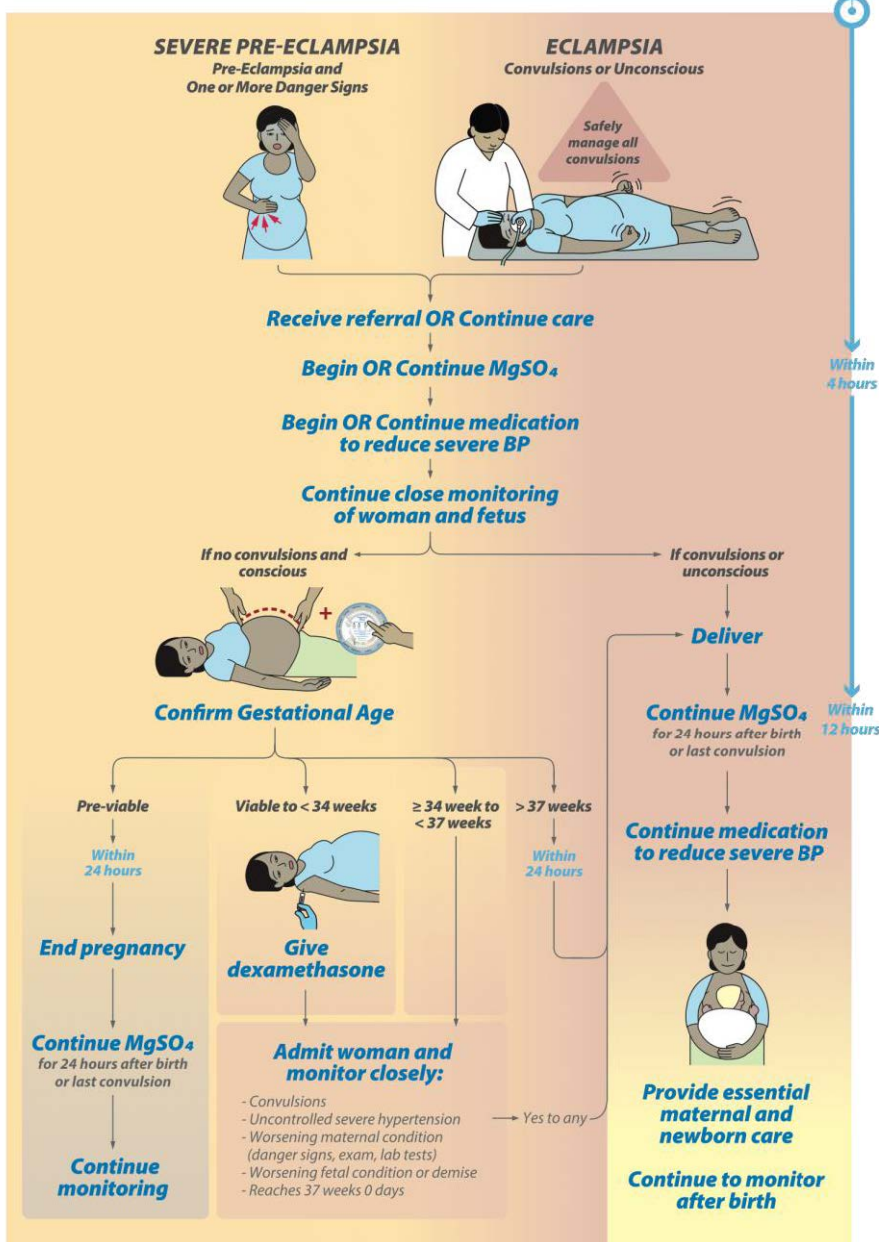 SEVERE PRE-ECLAMPSIA
Pre-Eclampsia and
One or More Danger Signs
ECLAMPSIA
Convulsions or Unconscious
Safely
manage all
convulsions
Receive referral OR Continue care
Begin OR Continue MgSO₄
Within
4 hours
Begin OR Continue medication
to reduce severe BP
Continue close monitoring
of woman and fetus
If no convulsions and
conscious
If convulsions or
unconscious
+
Deliver
Confirm Gestational Age
Continue MgSO₄
for 24 hours after birth
or last convulsion
Within
12 hours
Pre-viable
Within
24 hours
End pregnancy
Continue MgSO₄
for 24 hours after birth
or last convulsion
Continue
monitoring
Viable to < 34 weeks
Give
dexamethasone
≥ 34 week to
< 37 weeks
> 37 weeks
Within
24 hours
Admit woman and
monitor closely:
- Convulsions
- Uncontrolled severe hypertension
- Worsening maternal condition
(danger signs, exam, lab tests)
- Worsening fetal condition or demise
- Reaches 37 weeks 0 days
Yes to any
Continue medication
to reduce severe BP
Provide essential
maternal and
newborn care
Continue to monitor
after birth